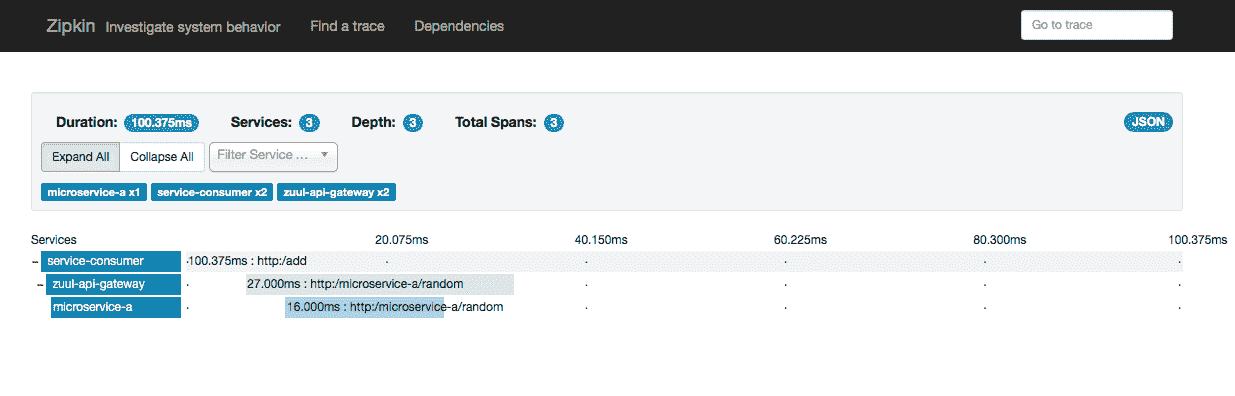 Zipkin Investigate system behavior Find a trace Dependencies Go to trace
Duration: 100.375ms Services: 3 Depth: 3 Total Spans: 3 JSON
Expand All Collapse All Filter Service ...
microservice-a x1 service-consumer x2 zuul-api-gateway x2
Services 20.075ms 40.150ms 60.225ms 80.300ms 100.375ms
- service-consumer 100.375ms : http:/add
- zuul-api-gateway 27.000ms : http:/microservice-a/random
microservice-a 16.000ms : http:/microservice-a/random